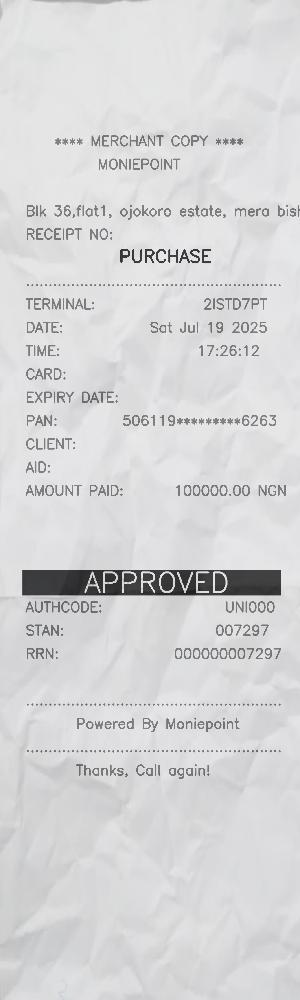 **** MERCHANT COPY ****
MONIEPOINT
Blk 36,flat1, ojokoro estate, mera bish
RECEIPT NO:
PURCHASE
TERMINAL: 2ISTD7PT
DATE: Sat Jul 19 2025
TIME: 17:26:12
CARD:
EXPIRY DATE:
PAN: 506119*********6263
CLIENT:
AID:
AMOUNT PAID: 100000.00 NGN
APPROVED
AUTHCODE: UNI000
STAN: 007297
RRN: 000000007297
Powered By Moniepoint
Thanks, Call again!